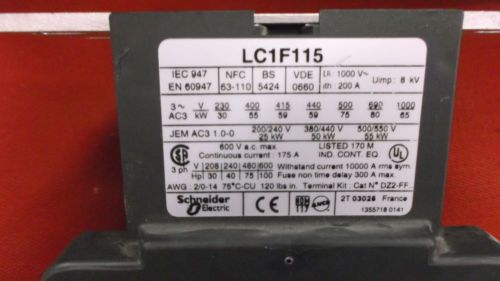 LC1F115
IEC 947 NFC BS VDE Ui : 1000 V~ Uimp : 8 kV
EN 60947 63-110 5424 0660 Ith : 200 A
3~ V 230 400 415 440 500 690 1000
AC3 kW 30 55 59 59 75 80 65
JEM AC3 1.0-0 200/240 V 380/440 V 500/550 V
25 kW 50 kW 55 kW
600 V a.c. max. LISTED 170 M
Continuous current : 175 A IND. CONT. EQ.
3 ph V 208 240 480 600 Withstand current 10000 A rms sym.
Hp 30 40 75 100 Fuse non time delay 300 A max
AWG : 2/0-14 75°C-CU 120 lbs in. Terminal Kit : Cat N° DZ2-FF
Schneider
Electric CE 2T 03025 France
1355718 0141